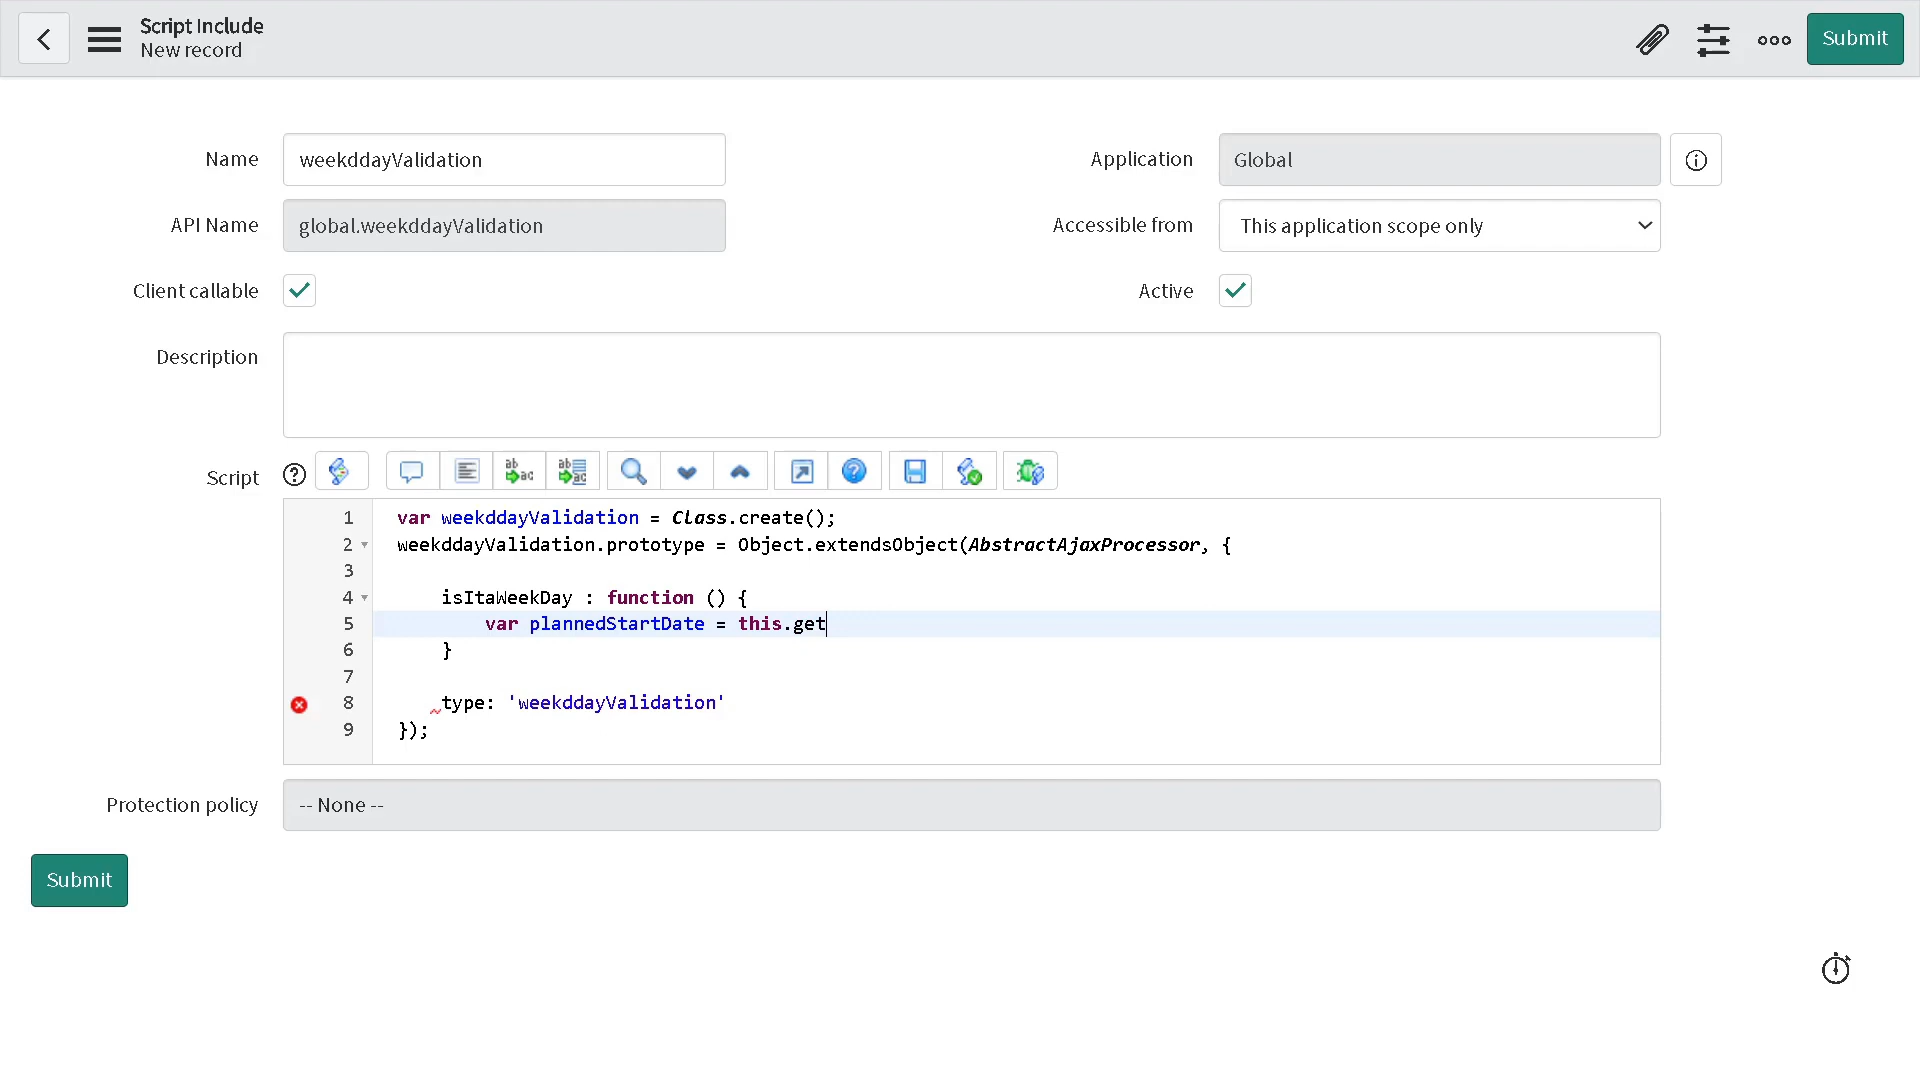 Script Include
New record
Submit
Name
weekddayValidation
Application
Global
API Name
global.weekddayValidation
Accessible from
This application scope only
Client callable
Active
Description
Script
1 var weekddayValidation = Class.create();
2 weekddayValidation.prototype = Object.extendsObject(AbstractAjaxProcessor, {
3
4 isItaWeekDay : function () {
5 var plannedStartDate = this.get
6 }
7
8 type: 'weekddayValidation'
9 });
Protection policy
-- None --
Submit